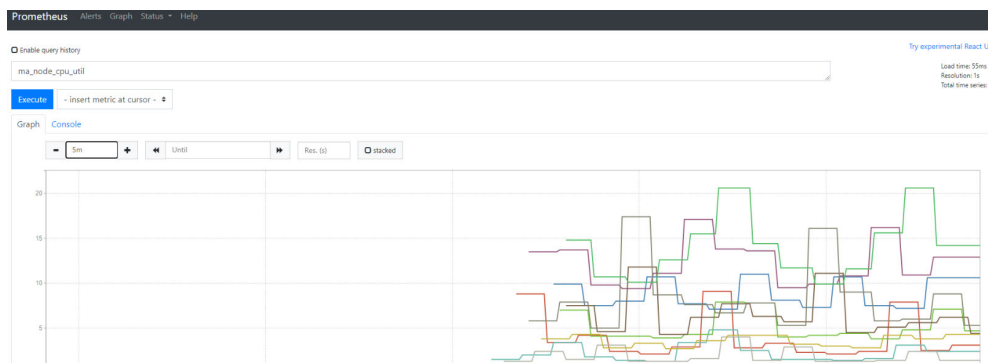 Prometheus Alerts Graph Status Help
Enable query history
Try experimental React U
ma_node_cpu_util
Load time: 55ms
Resolution: 1s
Total time series:
Execute - insert metric at cursor -
Graph Console
5m Until Res. (s) stacked
20
15
10
5